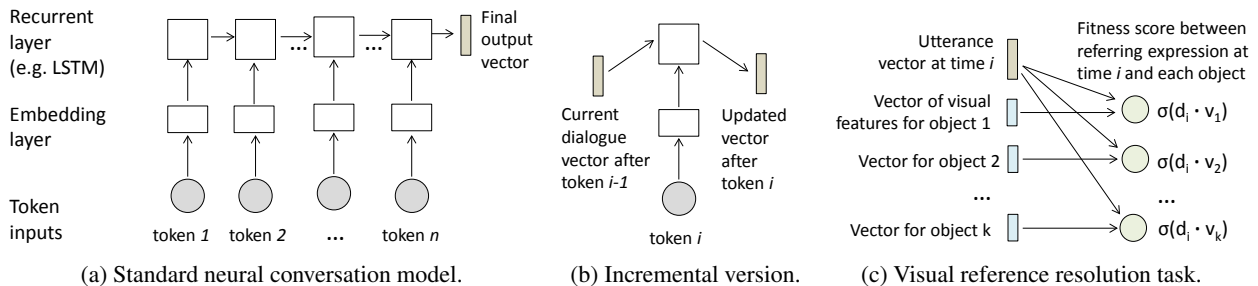 Recurrent
layer
(e.g. LSTM)
...
...
Final
output
vector
Embedding
layer
Token
inputs
token 1
token 2
...
token n
(a) Standard neural conversation model.
Current
dialogue
vector after
token i-1
Updated
vector
after
token i
token i
(b) Incremental version.
Utterance
vector at time i
Fitness score between
referring expression at
time i and each object
Vector of visual
features for object 1
σ(dᵢ · v₁)
Vector for object 2
σ(dᵢ · v₂)
...
...
Vector for object k
σ(dᵢ · vₖ)
(c) Visual reference resolution task.